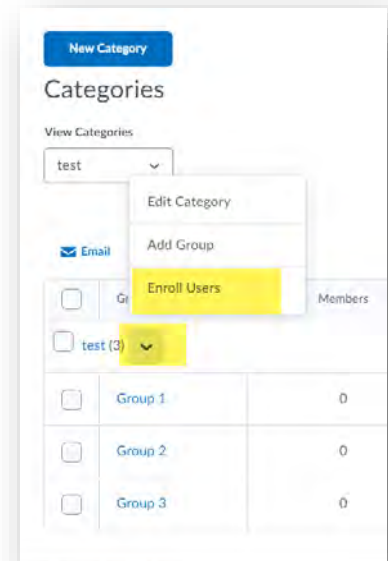 New Category
Categories
View Categories
test
Edit Category
Add Group
Enroll Users
Email
Members
test (3)
Group 1 0
Group 2 0
Group 3 0